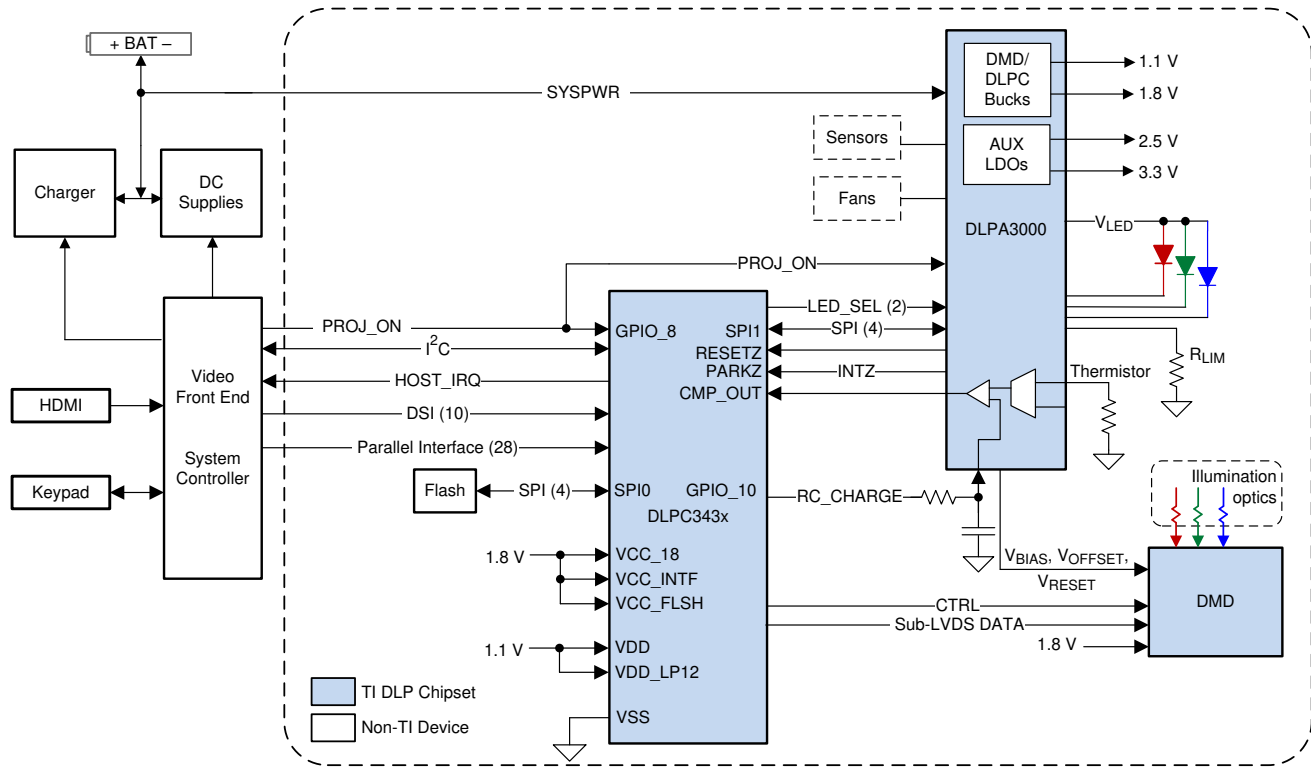 + BAT –
SYSPWR
DMD/
DLPC
Bucks
1.1 V
1.8 V
AUX
LDOs
2.5 V
3.3 V
Sensors
Fans
Charger
DC
Supplies
DLPA3000
VLED
PROJ_ON
PROJ_ON
GPIO_8
LED_SEL (2)
SPI1
SPI (4)
I2C
RESETZ
PARKZ
INTZ
HOST_IRQ
CMP_OUT
Thermistor
RLIM
Video
Front End
HDMI
DSI (10)
Parallel Interface (28)
System
Controller
Keypad
Flash
SPI (4)
SPI0
GPIO_10
RC_CHARGE
DLPC343x
Illumination
optics
1.8 V
VCC_18
VCC_INTF
VCC_FLSH
VBIAS, VOFFSET,
VRESET
DMD
CTRL
Sub-LVDS DATA
1.8 V
1.1 V
VDD
VDD_LP12
VSS
TI DLP Chipset
Non-TI Device